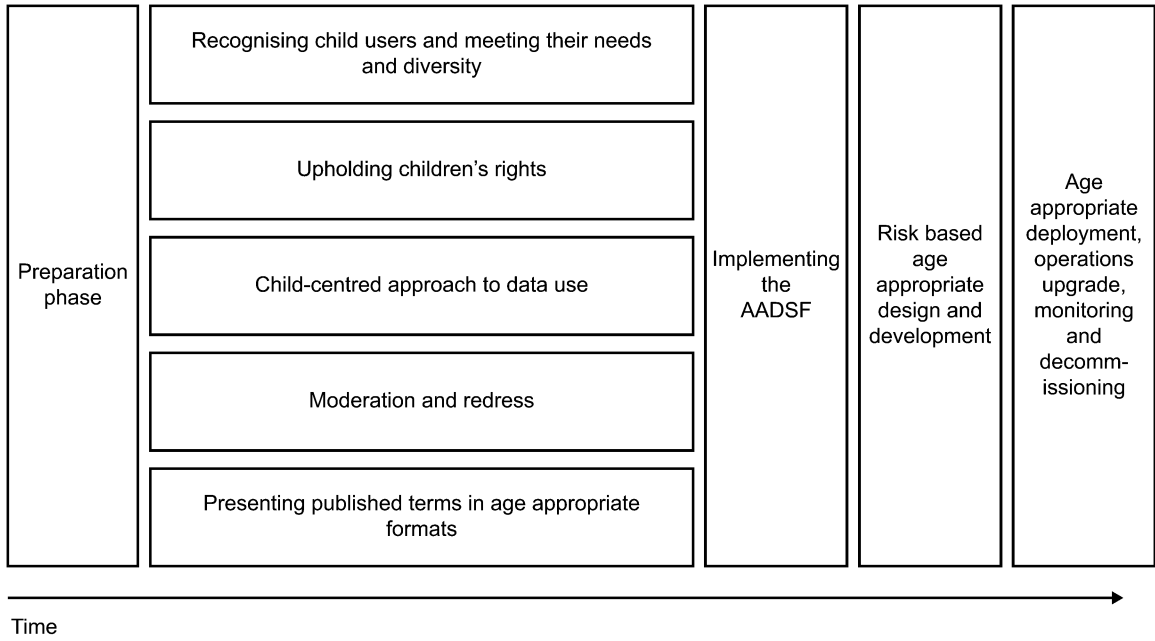 Preparation
phase
Recognising child users and meeting their needs
and diversity
Upholding children’s rights
Child-centred approach to data use
Moderation and redress
Presenting published terms in age appropriate
formats
Implementing
the
AADSF
Risk based
age
appropriate
design and
development
Age
appropriate
deployment,
operations
upgrade,
monitoring
and
decomm-
issioning
Time